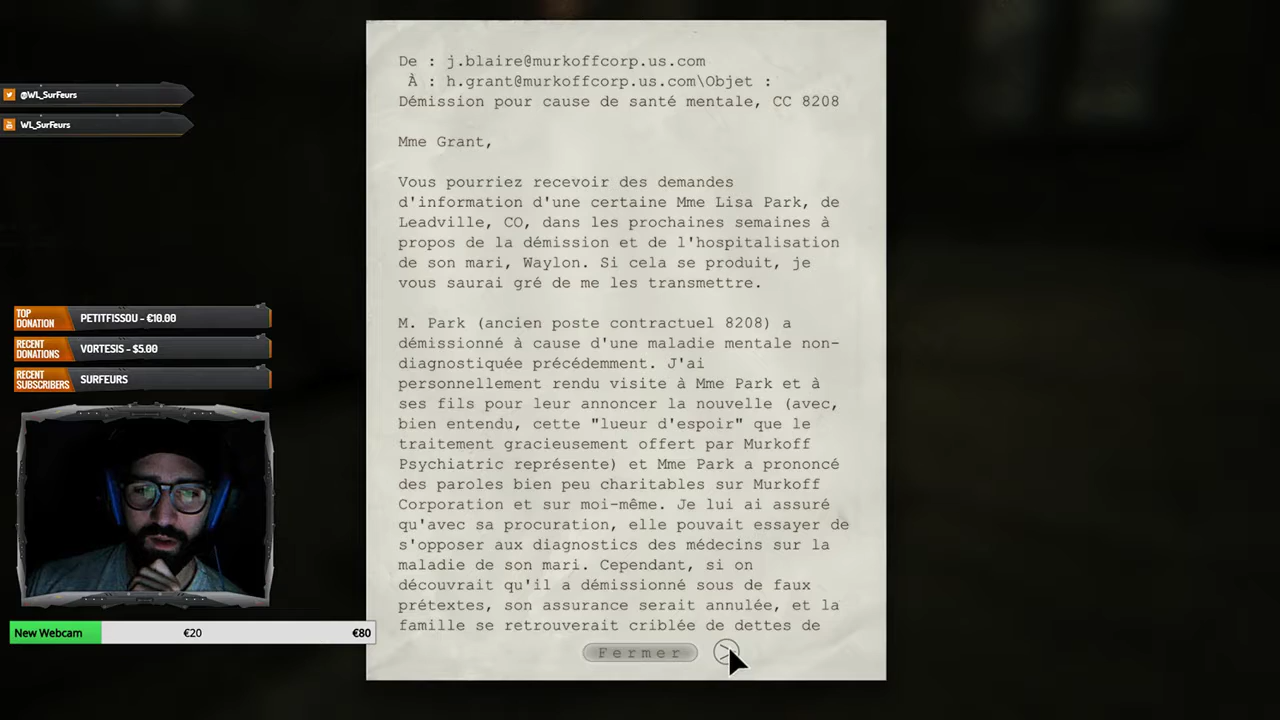 De : j.blaire@murkoffcorp.us.com
À : h.grant@murkoffcorp.us.com\Objet :
Démission pour cause de santé mentale, CC 8208
Mme Grant,
Vous pourriez recevoir des demandes
d'information d'une certaine Mme Lisa Park, de
Leadville, CO, dans les prochaines semaines à
propos de la démission et de l'hospitalisation
de son mari, Waylon. Si cela se produit, je
vous saurai gré de me les transmettre.
M. Park (ancien poste contractuel 8208) a
démissionné à cause d'une maladie mentale non-
diagnostiquée précédemment. J'ai
personnellement rendu visite à Mme Park et à
ses fils pour leur annoncer la nouvelle (avec,
bien entendu, cette "lueur d'espoir" que le
traitement gracieusement offert par Murkoff
Psychiatric représente) et Mme Park a prononcé
des paroles bien peu charitables sur Murkoff
Corporation et sur moi-même. Je lui ai assuré
qu'avec sa procuration, elle pouvait essayer de
s'opposer aux diagnostics des médecins sur la
maladie de son mari. Cependant, si on
découvrait qu'il a démissionné sous de faux
prétextes, son assurance serait annulée, et la
famille se retrouverait criblée de dettes de
Fermer >
@WL_SurFeurs
WL_SurFeurs
TOP DONATION PETITFISSOU - €10.00
RECENT DONATIONS VORTESIS - $5.00
RECENT SUBSCRIBERS SURFEURS
New Webcam €20 €80